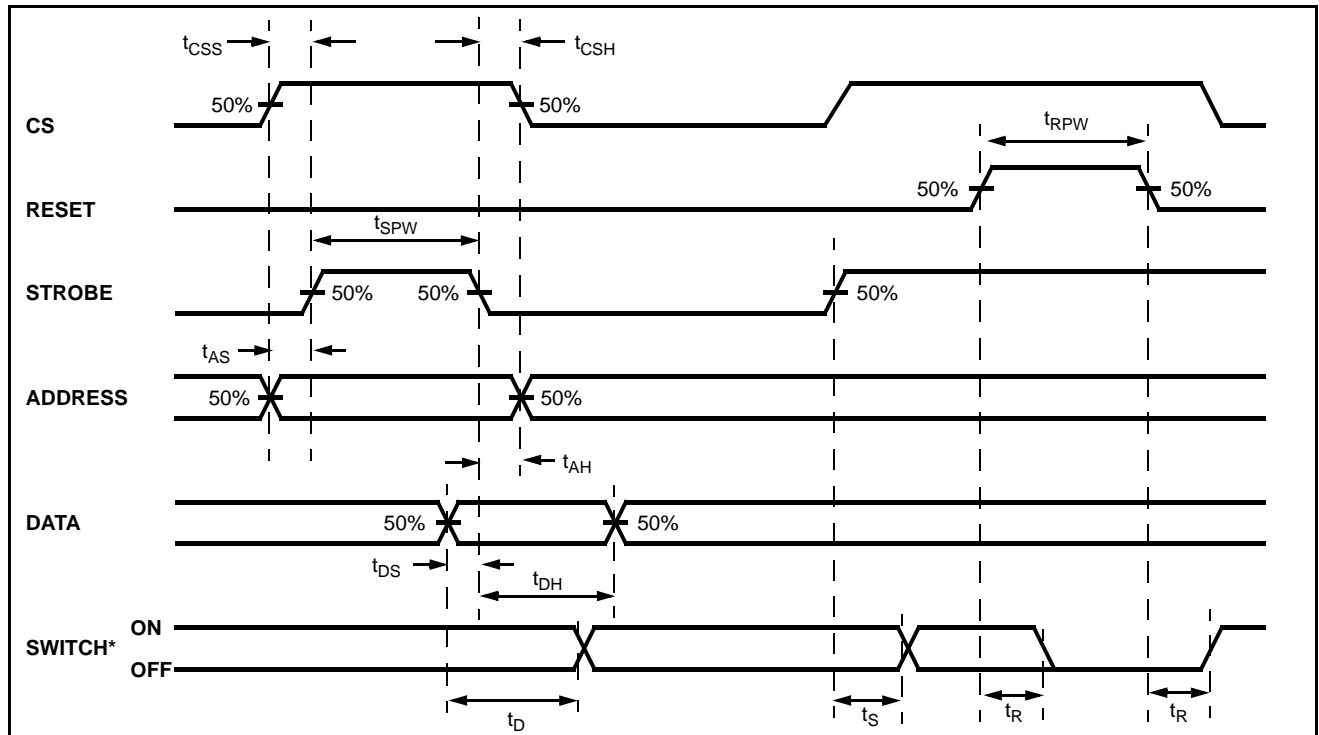 tCSS
tCSH
50%
50%
CS
tRPW
50%
50%
RESET
tSPW
STROBE
50%
50%
50%
tAS
ADDRESS
50%
50%
tAH
DATA
50%
50%
tDS
tDH
SWITCH*
ON
OFF
tD
tS
tR
tR